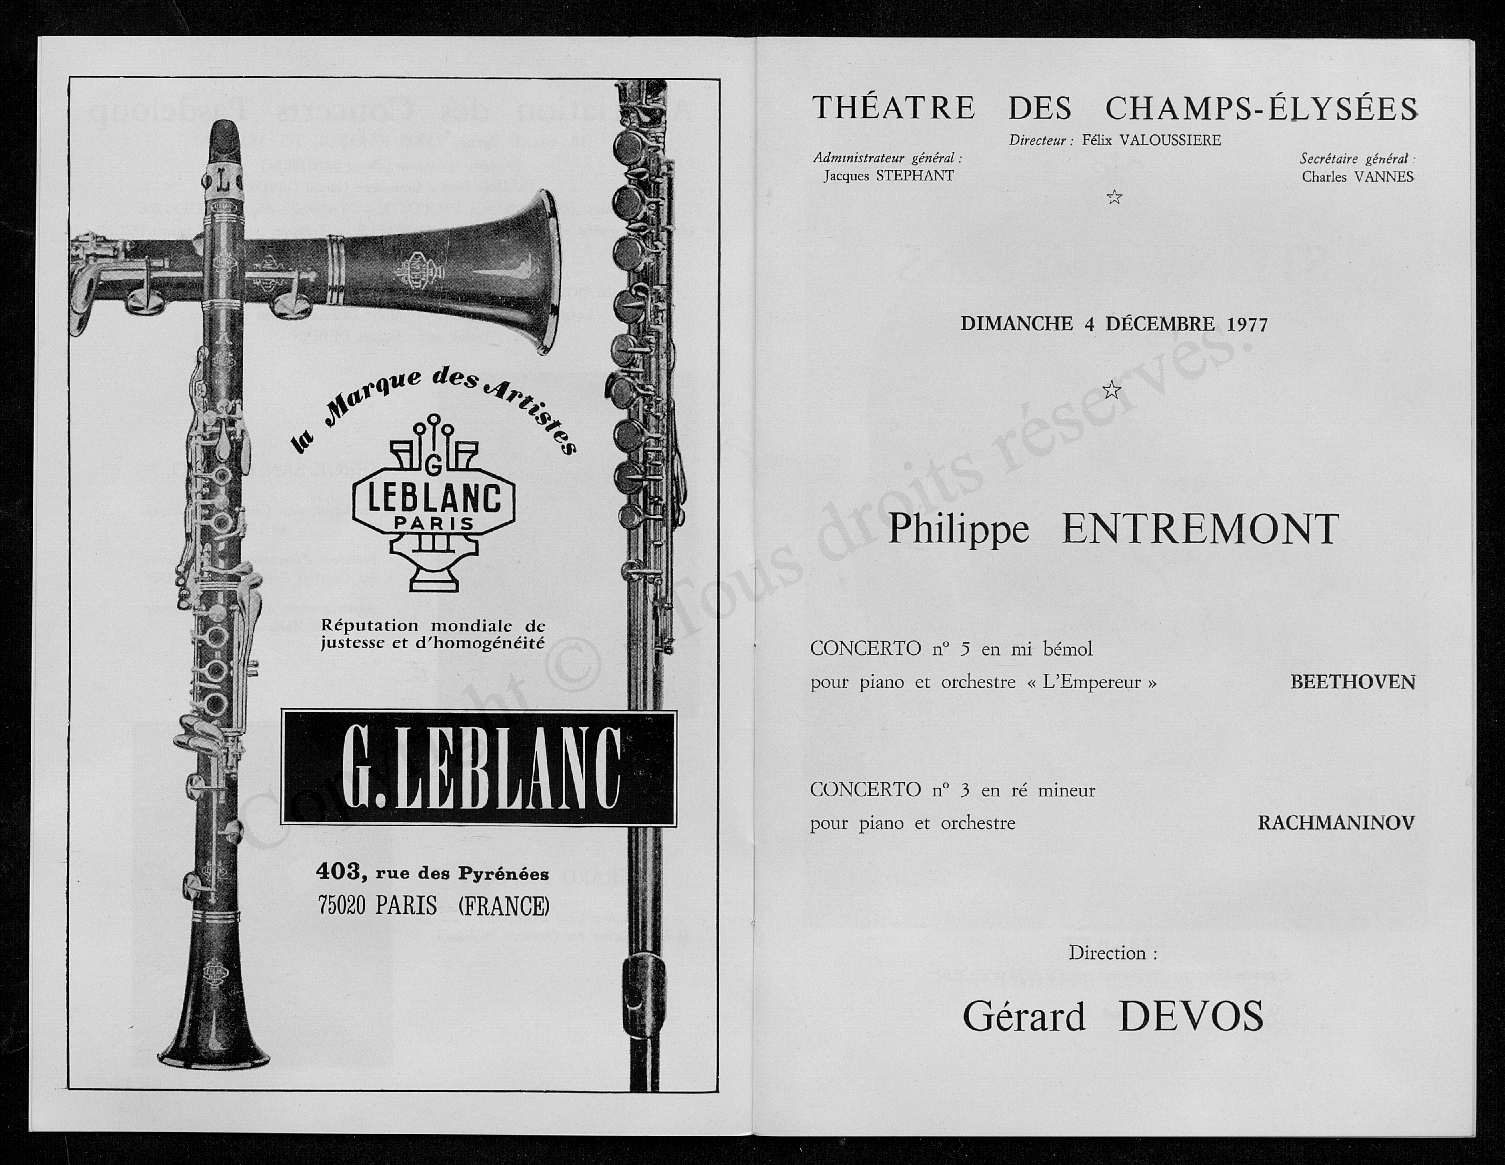 la Marque des Artistes
G
LEBLANC
PARIS
Réputation mondiale de
justesse et d'homogénéité
G. LEBLANC
403, rue des Pyrénées
75020 PARIS (FRANCE)
THÉATRE DES CHAMPS-ÉLYSÉES
Directeur : Félix VALOUSSIERE
Administrateur général :
Jacques STEPHANT
Secrétaire général :
Charles VANNES
DIMANCHE 4 DÉCEMBRE 1977
Philippe ENTREMONT
CONCERTO nº 5 en mi bémol
pour piano et orchestre « L'Empereur » BEETHOVEN
CONCERTO nº 3 en ré mineur
pour piano et orchestre RACHMANINOV
Direction :
Gérard DEVOS
Copyright © Tous droits réservés.